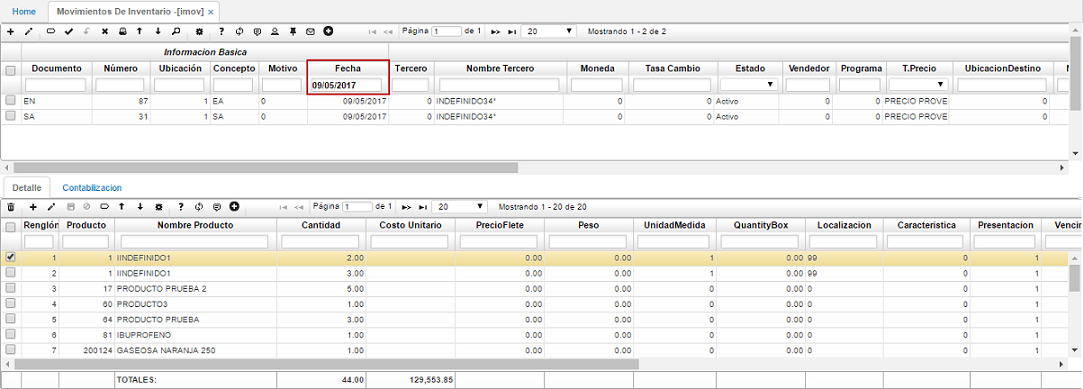 Home Movimientos De Inventario -[imov] ×
Página 1 de 1 20 Mostrando 1 - 2 de 2
Informacion Basica
Documento Número Ubicación Concepto Motivo Fecha Tercero Nombre Tercero Moneda Tasa Cambio Estado Vendedor Programa T.Precio UbicacionDestino
09/05/2017
EN 87 1 EA 0 09/05/2017 0 INDEFINIDO34* 0 0 Activo 0 0 PRECIO PROVE 0
SA 31 1 SA 0 09/05/2017 0 INDEFINIDO34* 0 0 Activo 0 0 PRECIO PROVE 0
Detalle Contabilizacion
Página 1 de 1 20 Mostrando 1 - 20 de 20
Renglón Producto Nombre Producto Cantidad Costo Unitario PrecioFlete Peso UnidadMedida QuantityBox Localizacion Caracteristica Presentacion Vencim
1 1 IINDEFINIDO1 2.00 0.00 0.00 1 0.00 99 0 1
2 1 IINDEFINIDO1 3.00 0.00 0.00 1 0.00 99 0 1
3 17 PRODUCTO PRUEBA 2 5.00 0.00 0.00 0.00 0 0 1
4 60 PRODUCTO3 1.00 0.00 0.00 0.00 0 0 1
5 64 PRODUCTO PRUEBA 3.00 0.00 0.00 0.00 0 0 1
6 81 IBUPROFENO 1.00 0.00 0.00 0.00 0 0 1
7 200124 GASEOSA NARANJA 250 1.00 0.00 0.00 0.00 0 0 1
TOTALES: 44.00 129,553.85